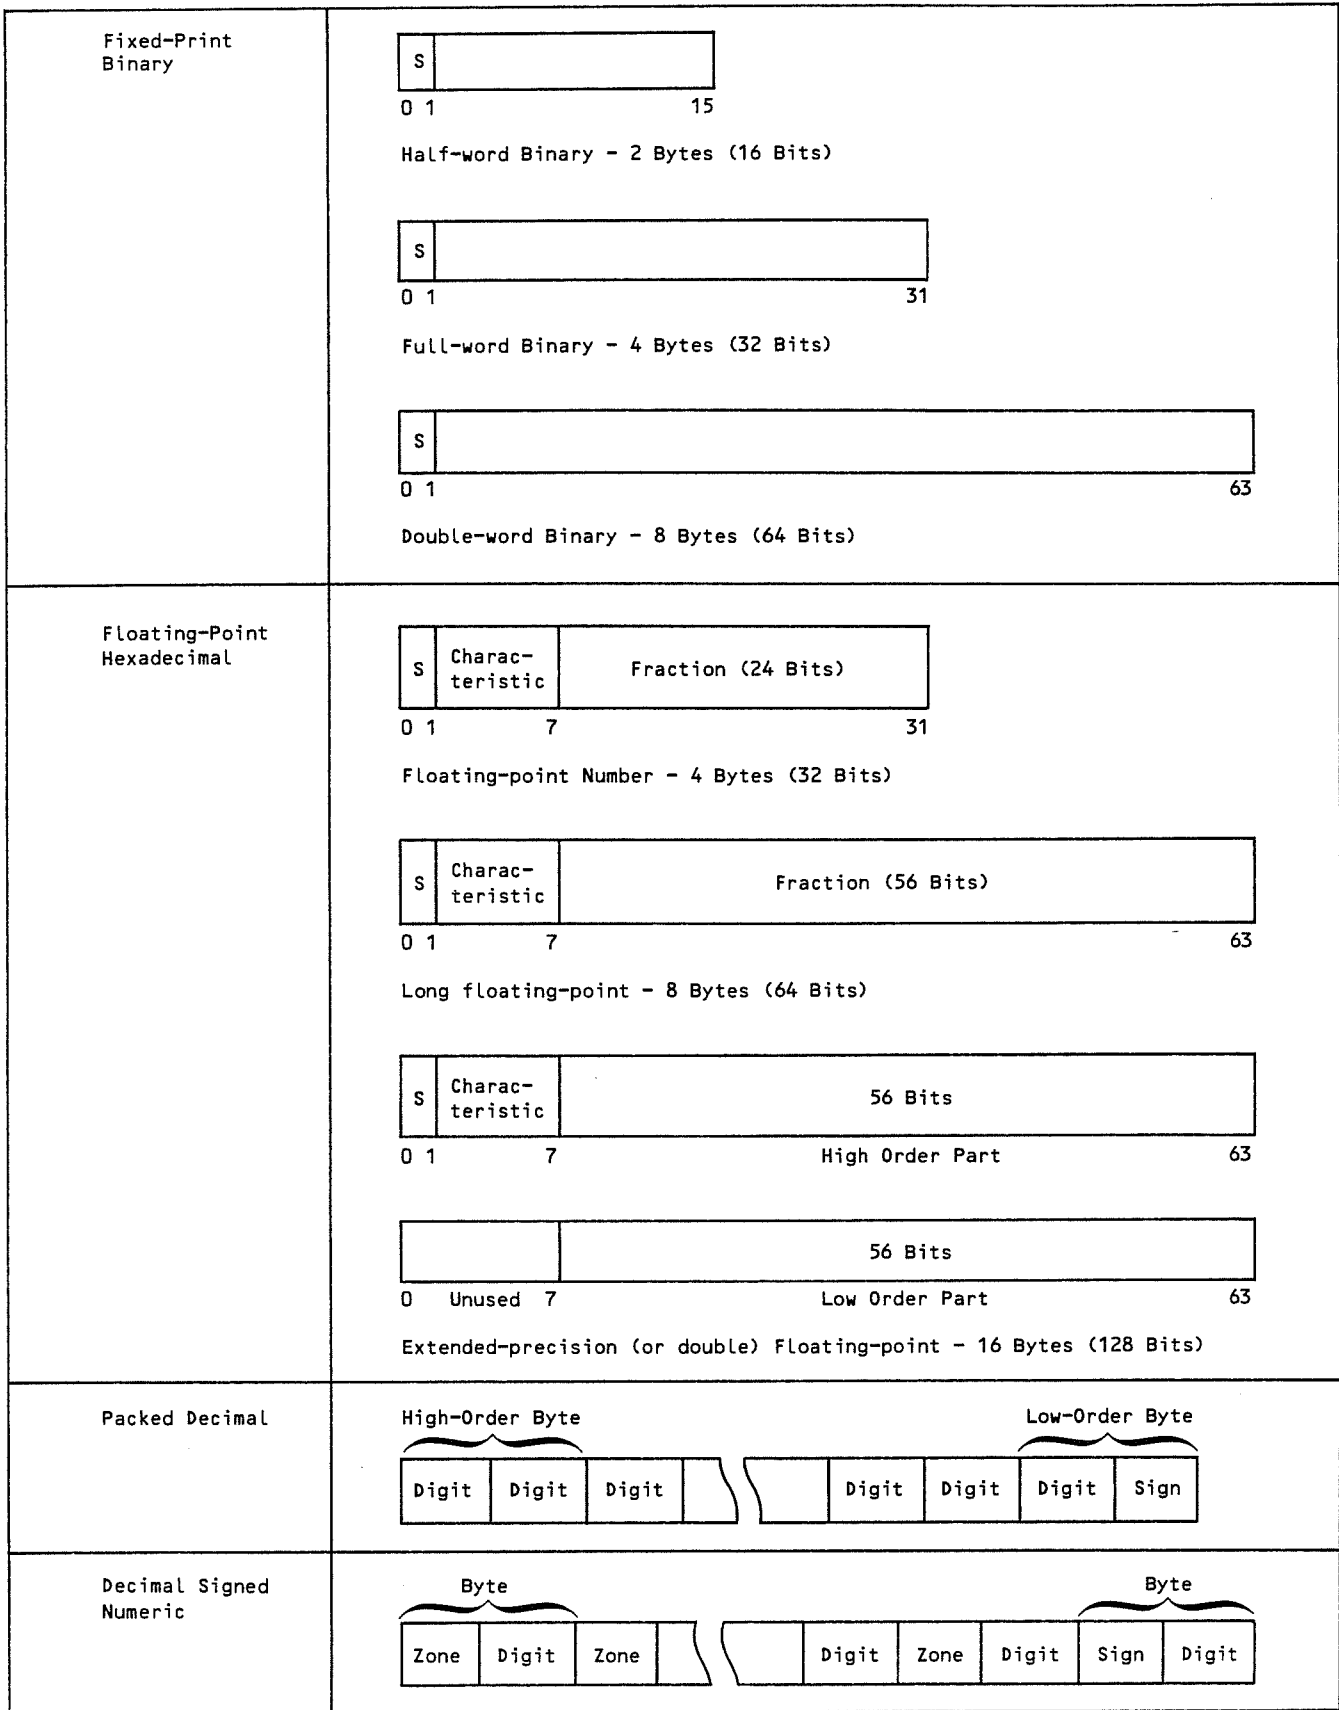 Fixed-Print
Binary
S
0 1 15
Half-word Binary - 2 Bytes (16 Bits)
S
0 1 31
Full-word Binary - 4 Bytes (32 Bits)
S
0 1 63
Double-word Binary - 8 Bytes (64 Bits)
Floating-Point
Hexadecimal
S Charac-
teristic Fraction (24 Bits)
0 1 7 31
Floating-point Number - 4 Bytes (32 Bits)
S Charac-
teristic Fraction (56 Bits)
0 1 7 63
Long floating-point - 8 Bytes (64 Bits)
S Charac-
teristic 56 Bits
0 1 7 High Order Part 63
56 Bits
0 Unused 7 Low Order Part 63
Extended-precision (or double) Floating-point - 16 Bytes (128 Bits)
Packed Decimal
High-Order Byte Low-Order Byte
Digit Digit Digit Digit Digit Digit Sign
Decimal Signed
Numeric
Byte Byte
Zone Digit Zone Digit Zone Digit Sign Digit